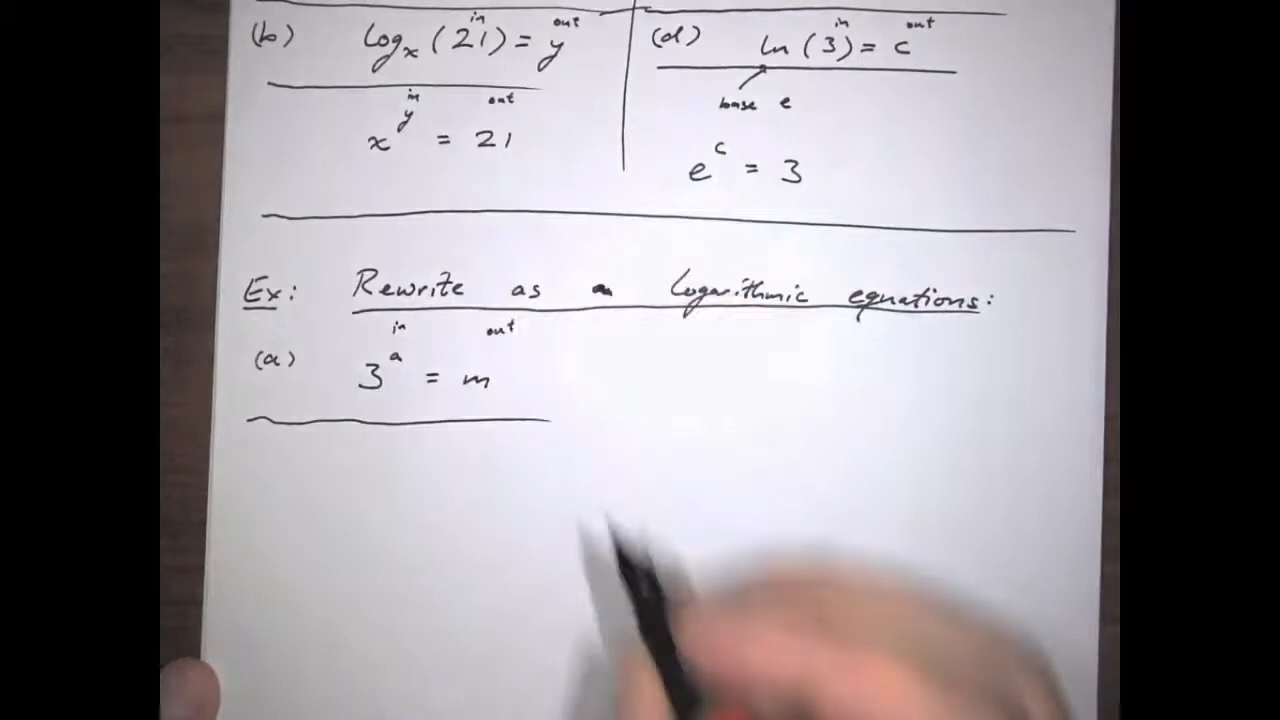 (b) log_x (21) = y
in out
x^y = 21
in out
(d) ln (3) = c
in out
base e
e^c = 3
Ex: Rewrite as Logarithmic equations:
in out
(a) 3^a = m